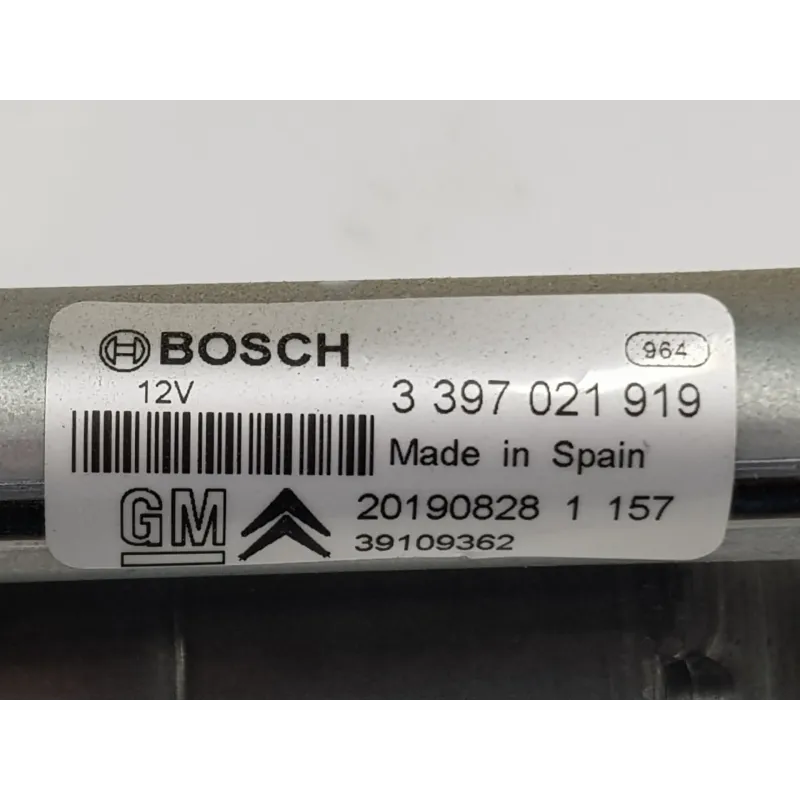 BOSCH
964
12V
3 397 021 919
Made in Spain
GM
20190828 1 157
39109362